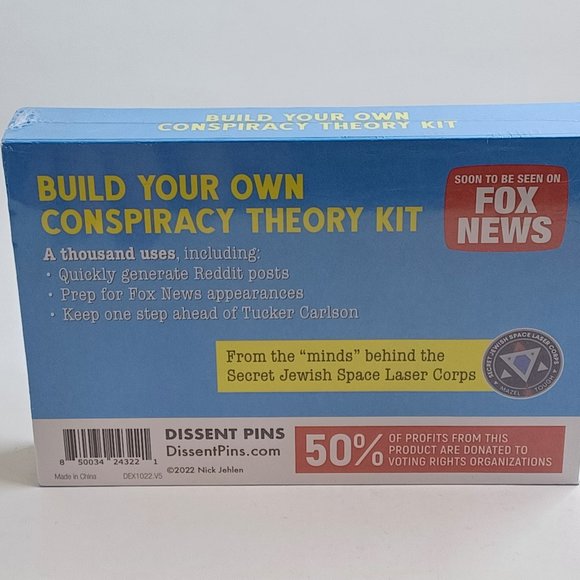 BUILD YOUR OWN
CONSPIRACY THEORY KIT
BUILD YOUR OWN
CONSPIRACY THEORY KIT
SOON TO BE SEEN ON
FOX
NEWS
A thousand uses, including:
· Quickly generate Reddit posts
· Prep for Fox News appearances
· Keep one step ahead of Tucker Carlson
From the “minds” behind the
Secret Jewish Space Laser Corps
SECRET JEWISH SPACE LASER CORPS
MAZEL TOUGH
8 50034 24322 1
Made in China
DEX1022.V5
DISSENT PINS
DissentPins.com
©2022 Nick Jehlen
50%
OF PROFITS FROM THIS
PRODUCT ARE DONATED TO
VOTING RIGHTS ORGANIZATIONS